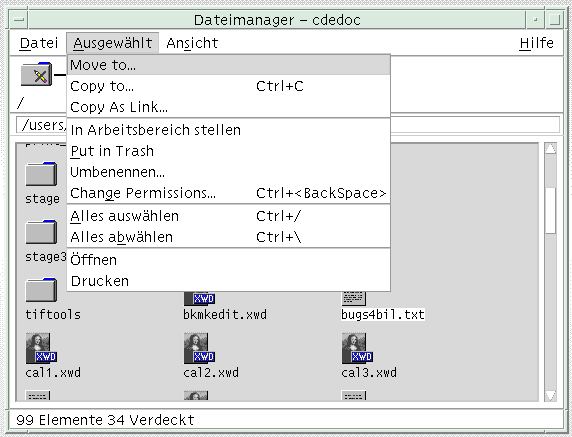 Dateimanager – cdedoc
Datei Ausgewählt Ansicht Hilfe
Move to...
Copy to... Ctrl+C
Copy As Link...
/
In Arbeitsbereich stellen
/users/
Put in Trash
Umbenennen...
Change Permissions... Ctrl+<BackSpace>
stage
Alles auswählen Ctrl+/
Alles abwählen Ctrl+\
stage3
Öffnen
Drucken
XWD
tiftools bkmkedit.xwd bugs4bil.txt
XWD XWD XWD
cal1.xwd cal2.xwd cal3.xwd
99 Elemente 34 Verdeckt